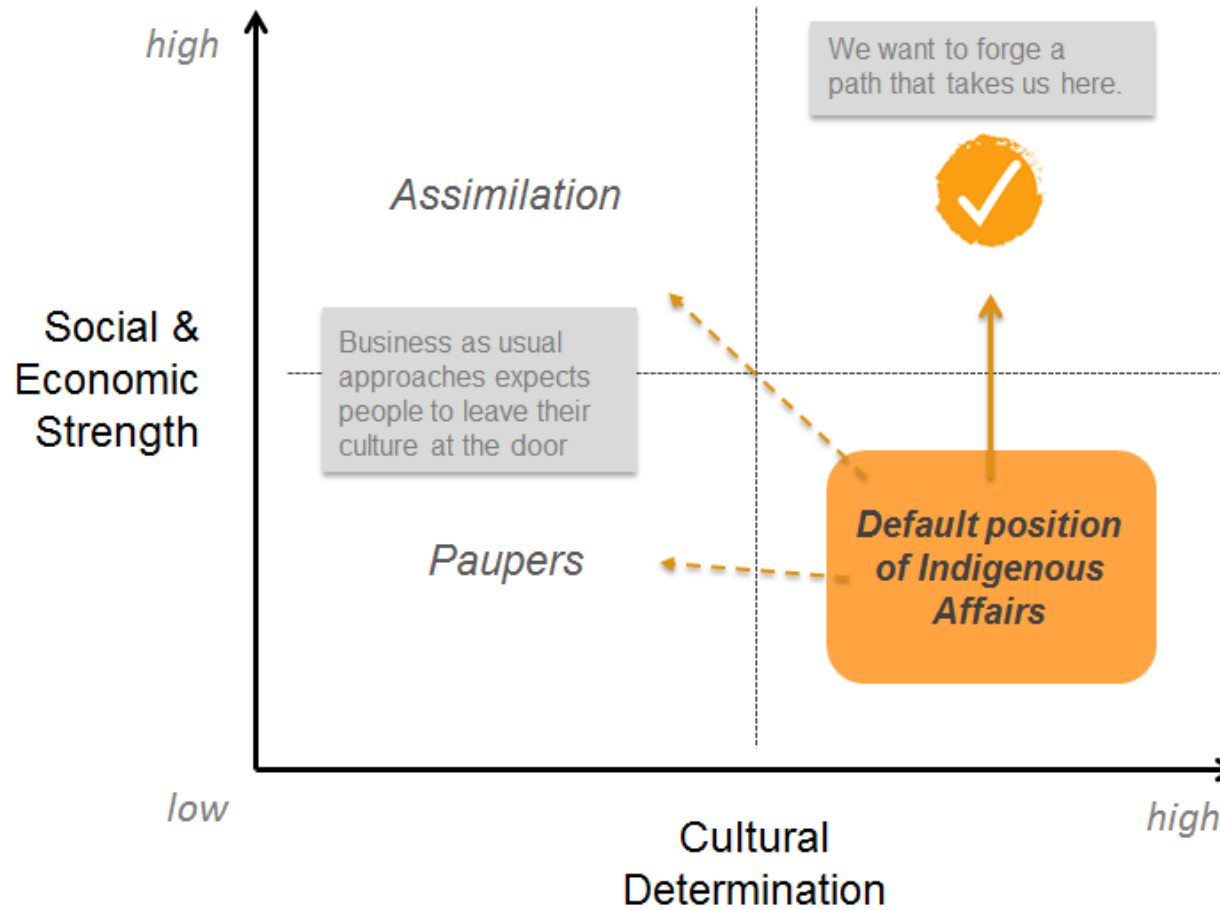 high
We want to forge a
path that takes us here.
Assimilation
Social &
Economic
Strength
Business as usual
approaches expects
people to leave their
culture at the door
Paupers
Default position
of Indigenous
Affairs
low
high
Cultural
Determination